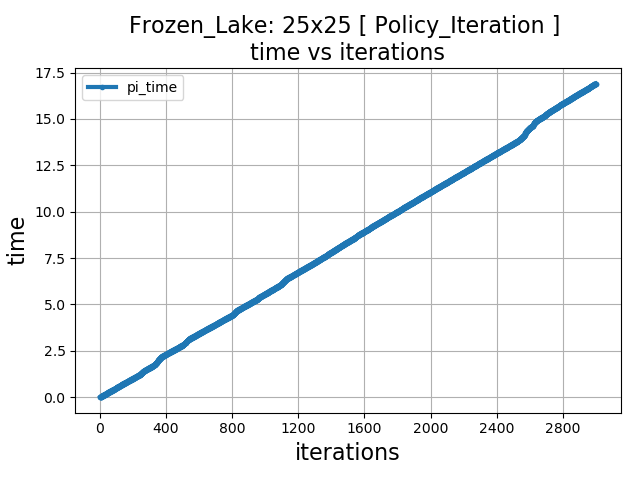 Frozen_Lake: 25x25 [ Policy_Iteration ]
time vs iterations
pi_time
17.5
15.0
12.5
10.0
7.5
5.0
2.5
0.0
time
0 400 800 1200 1600 2000 2400 2800
iterations